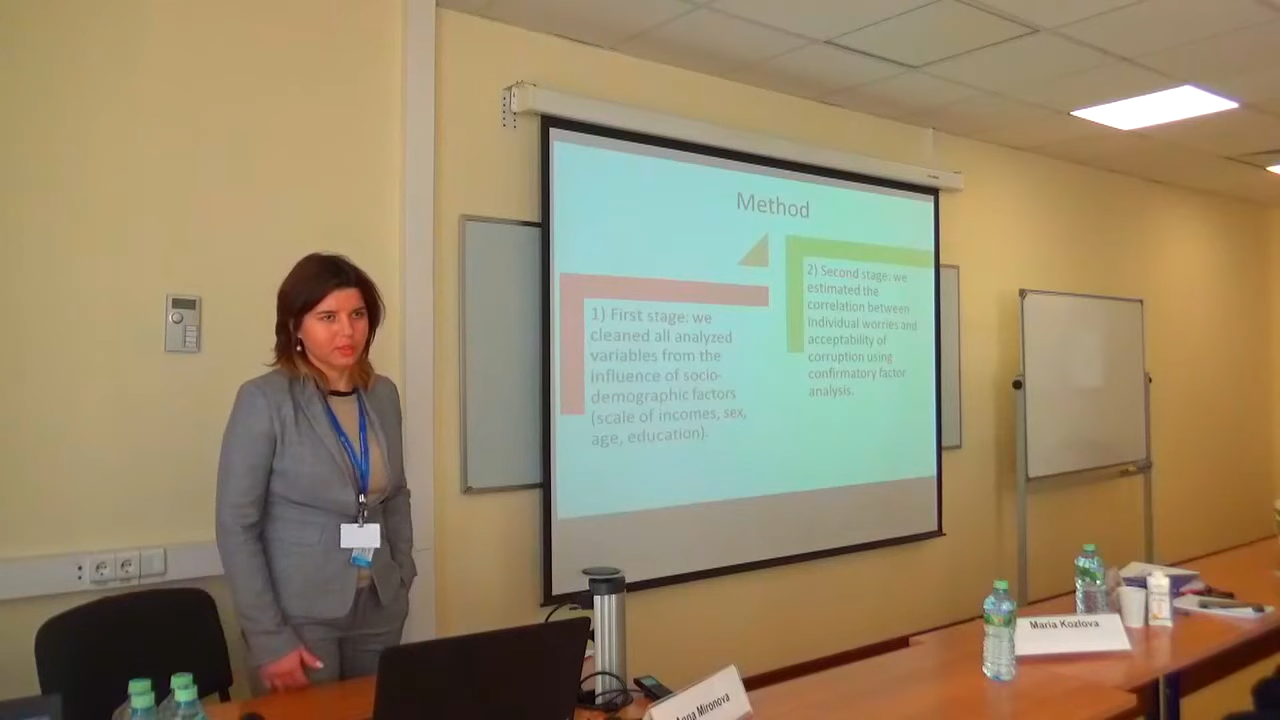 Method
1) First stage: we
cleaned all analyzed
variables from the
influence of socio-
demographic factors
(scale of incomes, sex,
age, education).
2) Second stage: we
estimated the
correlation between
individual worries and
acceptability of
corruption using
confirmatory factor
analysis.
Maria Kozlova
Anna Mironova